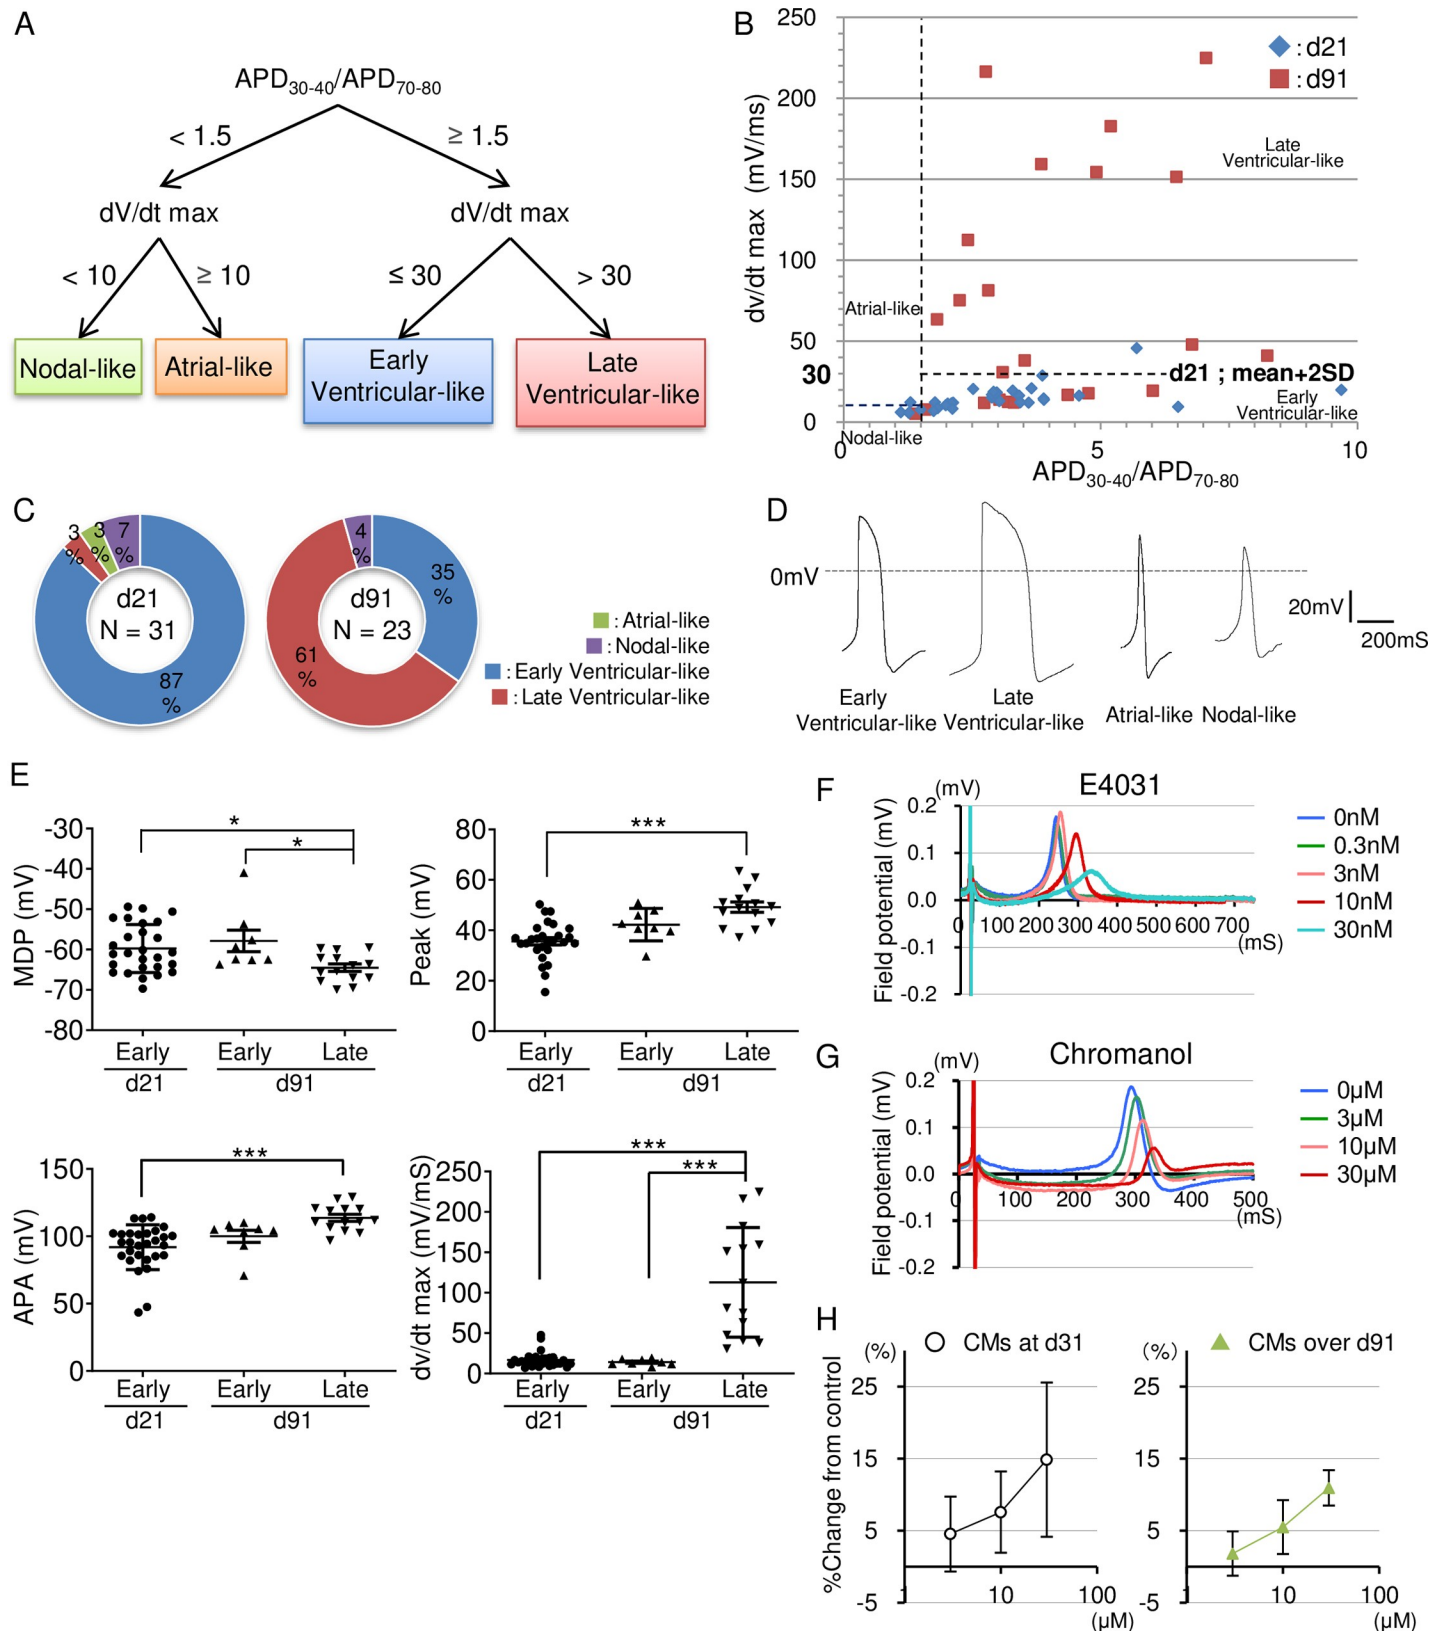 A
APD30-40/APD70-80
< 1.5
≥ 1.5
dV/dt max
dV/dt max
< 10
≥ 10
≤ 30
> 30
Nodal-like
Atrial-like
Early
Ventricular-like
Late
Ventricular-like
B
dv/dt max (mV/ms)
250
200
150
100
50
30
0
: d21
: d91
Late
Ventricular-like
Atrial-like
d21 ; mean+2SD
Early
Ventricular-like
Nodal-like
0
5
10
APD30-40/APD70-80
C
3
%
3
%
7
%
d21
N = 31
87
%
4
%
35
%
d91
N = 23
61
%
: Atrial-like
: Nodal-like
: Early Ventricular-like
: Late Ventricular-like
D
0mV
20mV
200mS
Early
Ventricular-like
Late
Ventricular-like
Atrial-like
Nodal-like
E
MDP (mV)
-30
-40
-50
-60
-70
-80
*
*
Early
Early
Late
d21
d91
Peak (mV)
80
60
40
20
0
***
Early
Early
Late
d21
d91
APA (mV)
150
100
50
0
***
Early
Early
Late
d21
d91
dv/dt max (mV/mS)
250
200
150
100
50
0
***
***
Early
Early
Late
d21
d91
F
(mV)
E4031
Field potential (mV)
0.2
0.1
0.0
-0.1
-0.2
0 100 200 300 400 500 600 700
(mS)
0nM
0.3nM
3nM
10nM
30nM
G
(mV)
Chromanol
Field potential (mV)
0.2
0.1
0.0
-0.1
-0.2
0 100 200 300 400 500
(mS)
0µM
3µM
10µM
30µM
H
%Change from control
(%)
CMs at d31
25
15
5
-5
1 10 100
(µM)
(%)
CMs over d91
25
15
5
-5
1 10 100
(µM)